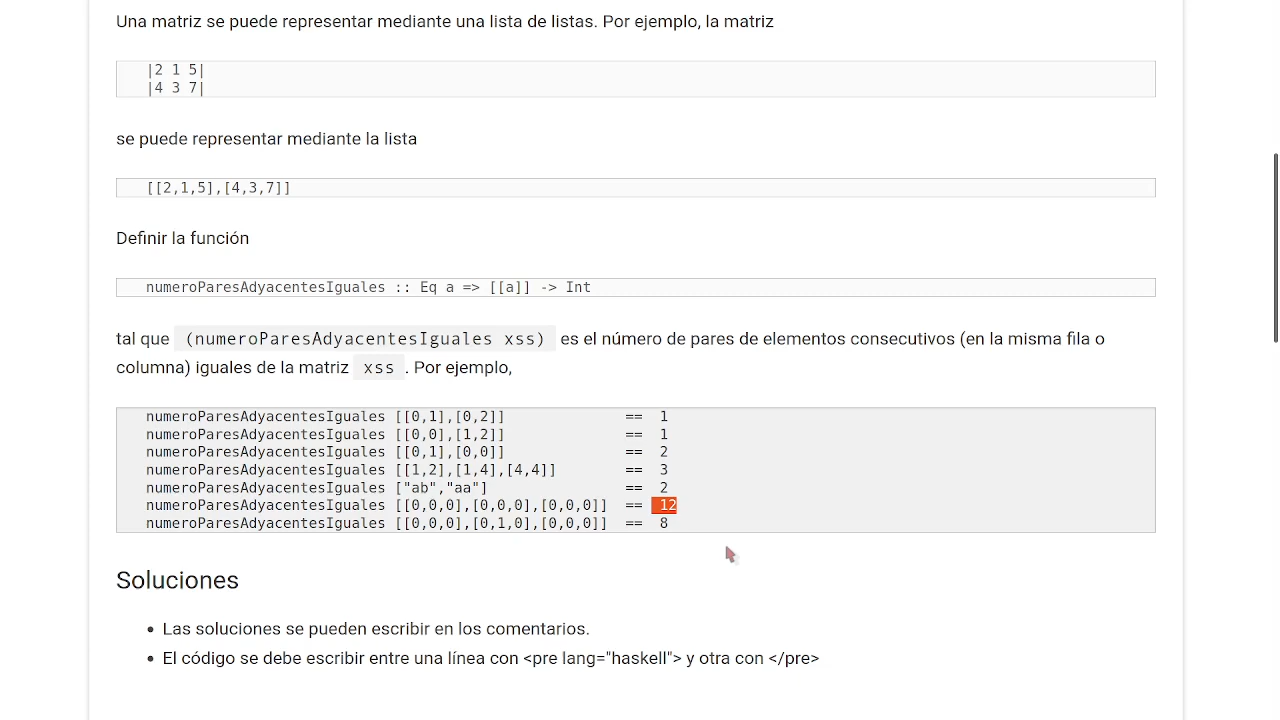 Una matriz se puede representar mediante una lista de listas. Por ejemplo, la matriz
|2 1 5|
|4 3 7|
se puede representar mediante la lista
[[2,1,5],[4,3,7]]
Definir la función
numeroParesAdyacentesIguales :: Eq a => [[a]] -> Int
tal que (numeroParesAdyacentesIguales xss) es el número de pares de elementos consecutivos (en la misma fila o
columna) iguales de la matriz xss . Por ejemplo,
numeroParesAdyacentesIguales [[0,1],[0,2]] == 1
numeroParesAdyacentesIguales [[0,0],[1,2]] == 1
numeroParesAdyacentesIguales [[0,1],[0,0]] == 2
numeroParesAdyacentesIguales [[1,2],[1,4],[4,4]] == 3
numeroParesAdyacentesIguales ["ab","aa"] == 2
numeroParesAdyacentesIguales [[0,0,0],[0,0,0],[0,0,0]] == 12
numeroParesAdyacentesIguales [[0,0,0],[0,1,0],[0,0,0]] == 8
Soluciones
• Las soluciones se pueden escribir en los comentarios.
• El código se debe escribir entre una línea con <pre lang="haskell"> y otra con </pre>